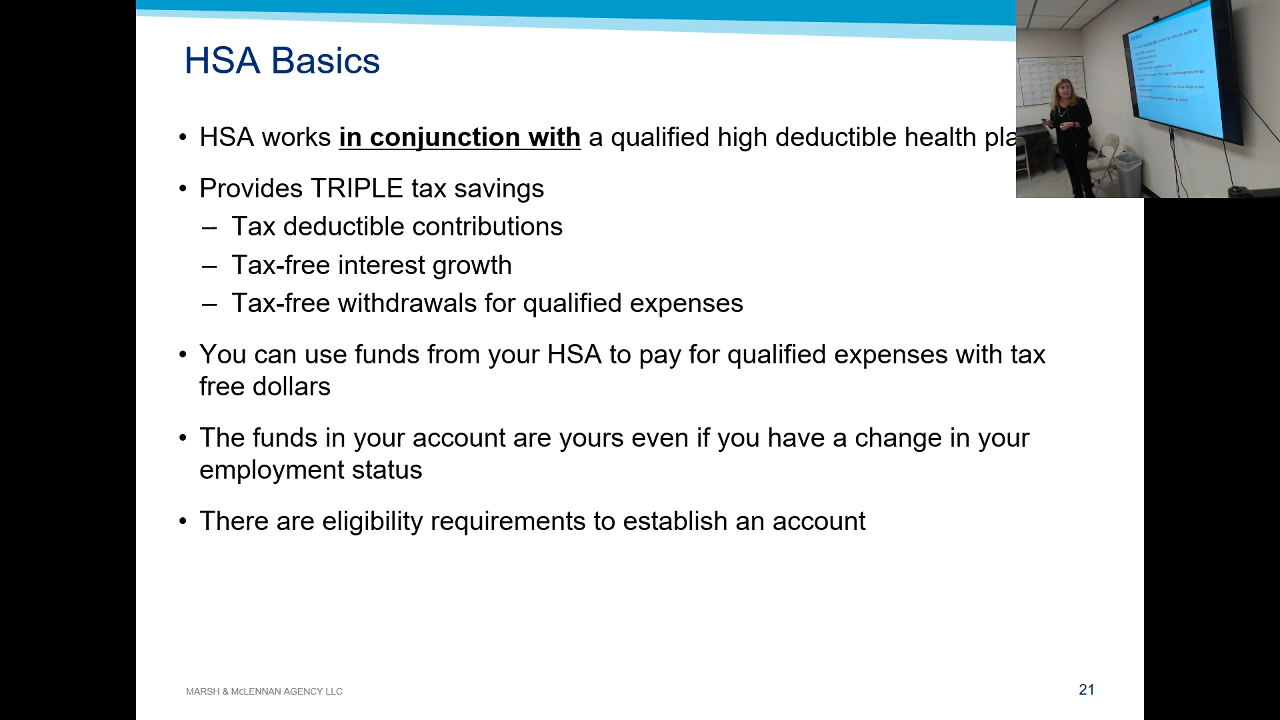 HSA Basics
• HSA works in conjunction with a qualified high deductible health pla
• Provides TRIPLE tax savings
– Tax deductible contributions
– Tax-free interest growth
– Tax-free withdrawals for qualified expenses
• You can use funds from your HSA to pay for qualified expenses with tax
free dollars
• The funds in your account are yours even if you have a change in your
employment status
• There are eligibility requirements to establish an account
MARSH & McLENNAN AGENCY LLC
21